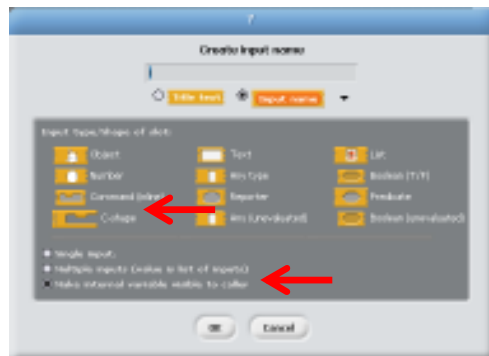 ?
Create input name
Title text Input name
Input Type/Shape of slot:
Object Text List
Number Any type Boolean (T/F)
Command (inline) Reporter Predicate
C-shape Any (unevaluated) Boolean (unevaluated)
Single input.
Multiple inputs (value is list of inputs)
Make internal variable visible to caller
OK Cancel